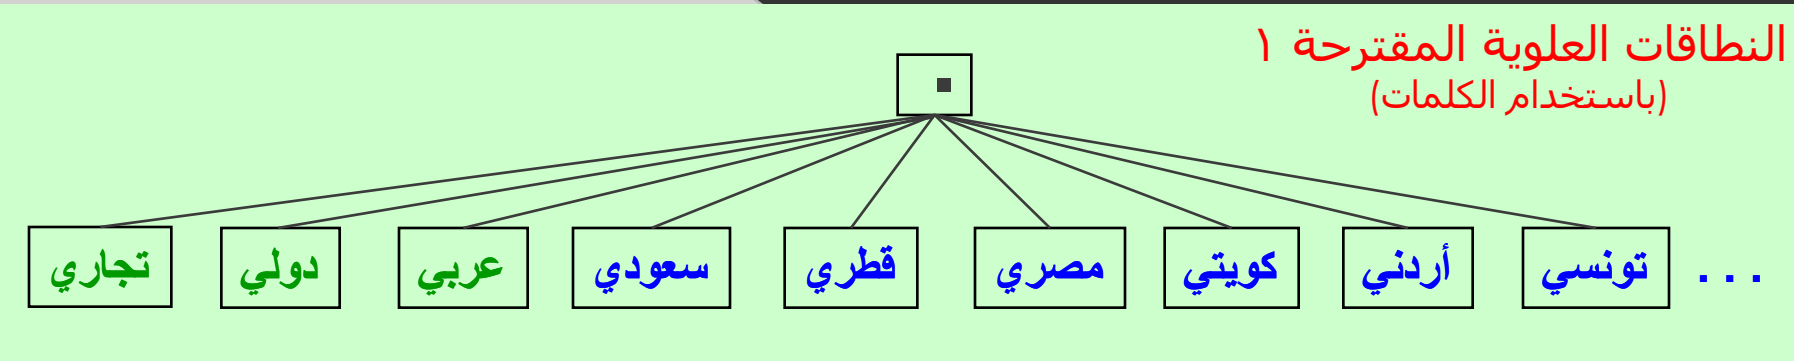 النطاقات العلوية المقترحة ١
(باستخدام الكلمات)
.
... تونسي أردني كويتي مصري قطري سعودي عربي دولي تجاري